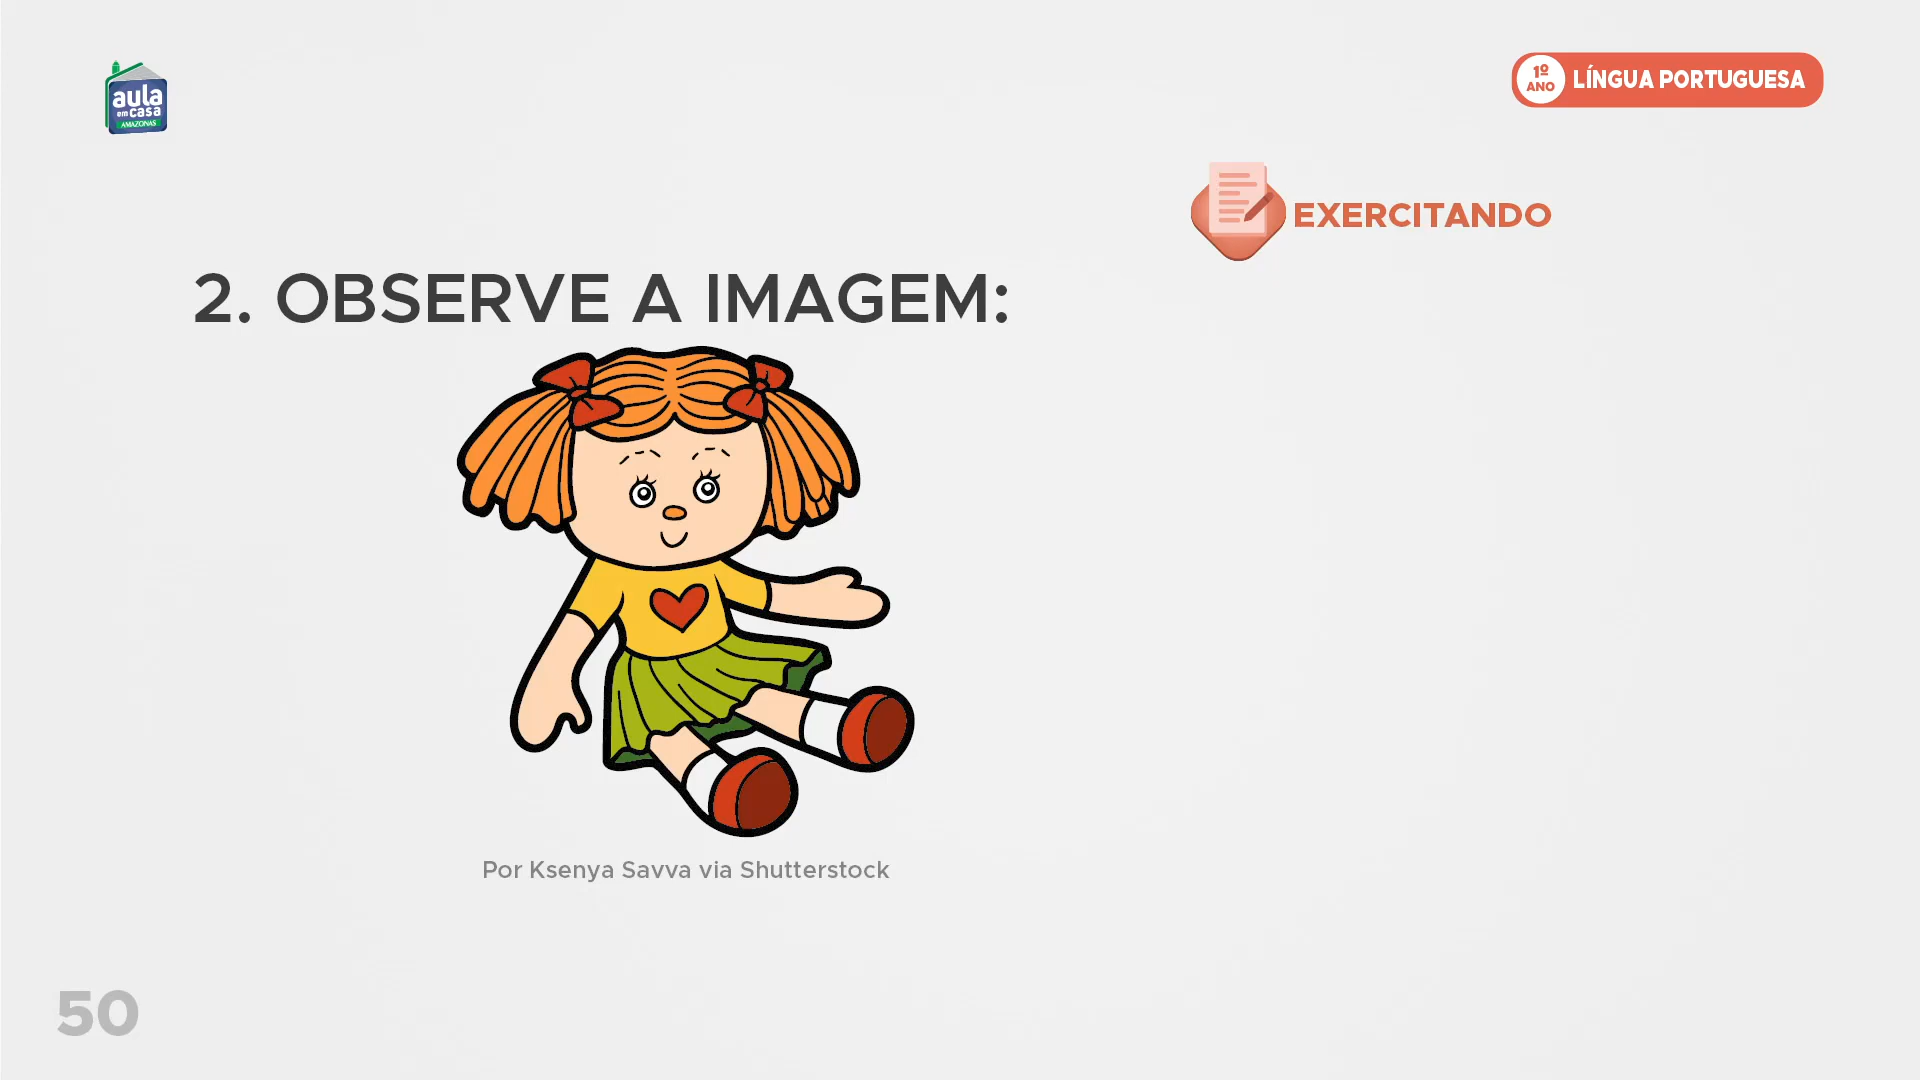 aula
em casa
AMAZONAS
1º
ANO
LÍNGUA PORTUGUESA
EXERCITANDO
2. OBSERVE A IMAGEM:
Por Ksenya Savva via Shutterstock
50